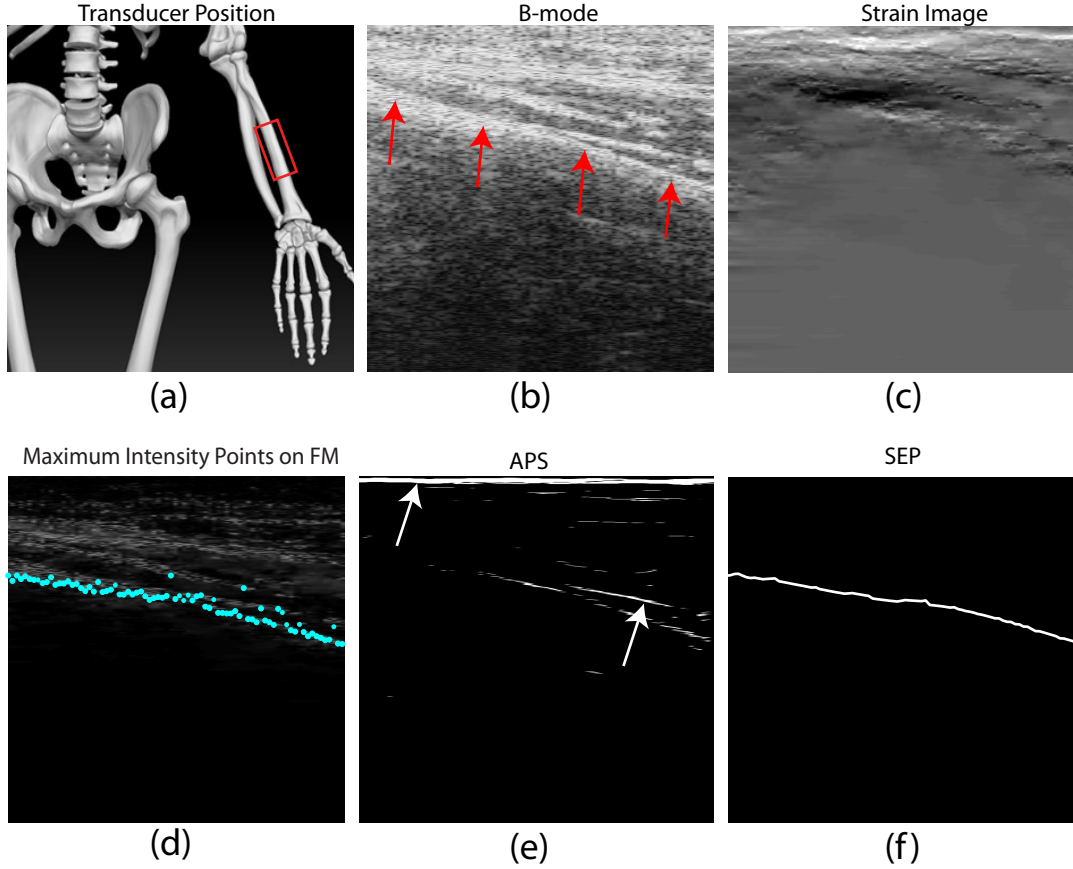 Transducer Position
B-mode
Strain Image
(a)
(b)
(c)
Maximum Intensity Points on FM
APS
SEP
(d)
(e)
(f)